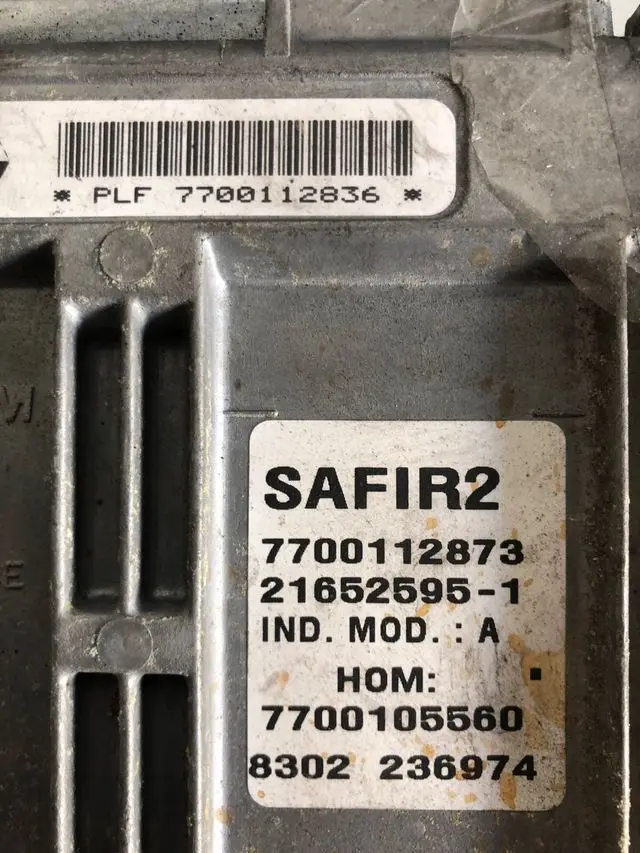 * PLF 7700112836 *
SAFIR2
7700112873
21652595-1
IND. MOD. : A
HOM:
7700105560
8302 236974